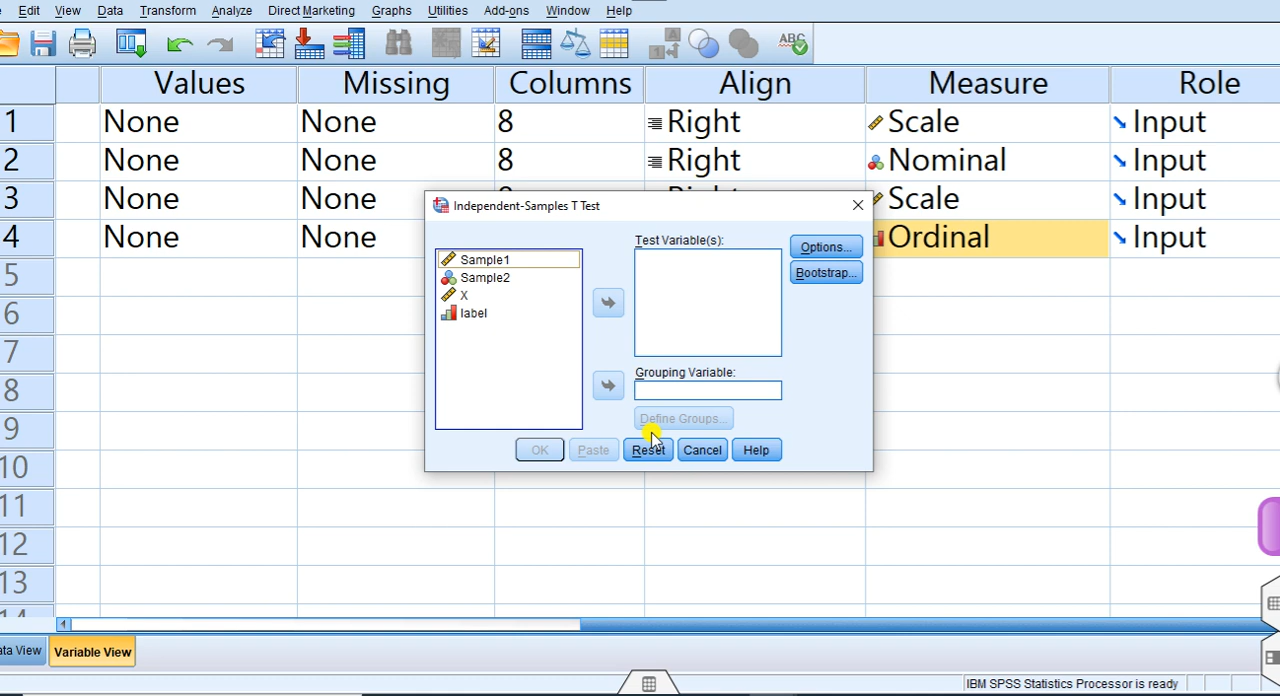 Edit View Data Transform Analyze Direct Marketing Graphs Utilities Add-ons Window Help
Values Missing Columns Align Measure Role
1 None None 8 Right Scale Input
2 None None 8 Right Nominal Input
3 None None Scale Input
4 None None Ordinal Input
5
6
7
8
9
10
11
12
13
14
Independent-Samples T Test
Sample1
Sample2
X
label
Test Variable(s):
Options...
Bootstrap...
Grouping Variable:
Define Groups...
OK Paste Reset Cancel Help
ata View Variable View
IBM SPSS Statistics Processor is ready